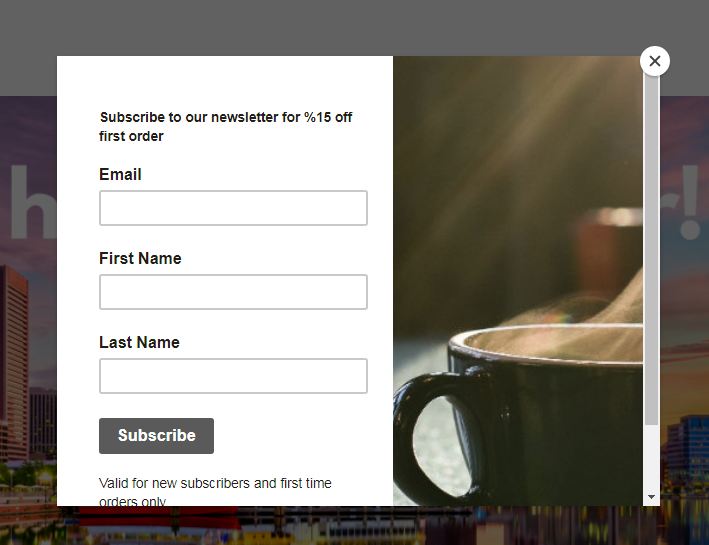 Subscribe to our newsletter for %15 off
first order
Email
First Name
Last Name
Subscribe
Valid for new subscribers and first time
orders only